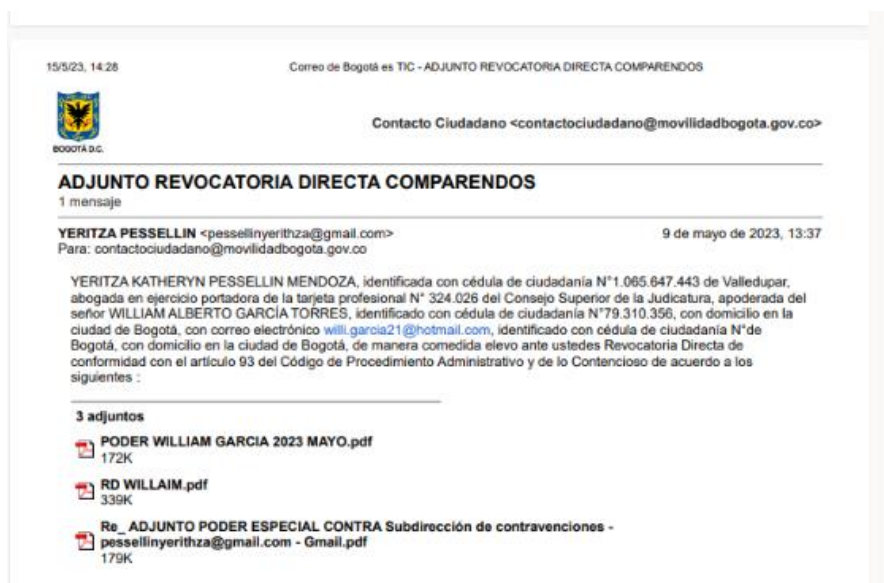 15/5/23, 14:28 Correo de Bogotá es TIC - ADJUNTO REVOCATORIA DIRECTA COMPARENDOS
BOGOTÁ D.C.
Contacto Ciudadano <contactociudadano@movilidadbogota.gov.co>
ADJUNTO REVOCATORIA DIRECTA COMPARENDOS
1 mensaje
YERITZA PESSELLIN <pessellinyerithza@gmail.com> 9 de mayo de 2023, 13:37
Para: contactociudadano@movilidadbogota.gov.co
YERITZA KATHERYN PESSELLIN MENDOZA, identificada con cédula de ciudadanía N°1.065.647.443 de Valledupar,
abogada en ejercicio portadora de la tarjeta profesional N° 324.026 del Consejo Superior de la Judicatura, apoderada del
señor WILLIAM ALBERTO GARCÍA TORRES, identificado con cédula de ciudadanía N°79.310.356, con domicilio en la
ciudad de Bogotá, con correo electrónico willi.garcia21@hotmail.com, identificado con cédula de ciudadanía N°de
Bogotá, con domicilio en la ciudad de Bogotá, de manera comedida elevo ante ustedes Revocatoria Directa de
conformidad con el artículo 93 del Código de Procedimiento Administrativo y de lo Contencioso de acuerdo a los
siguientes :
3 adjuntos
PODER WILLIAM GARCIA 2023 MAYO.pdf
172K
RD WILLAIM.pdf
339K
Re_ ADJUNTO PODER ESPECIAL CONTRA Subdirección de contravenciones -
pessellinyerithza@gmail.com - Gmail.pdf
179K